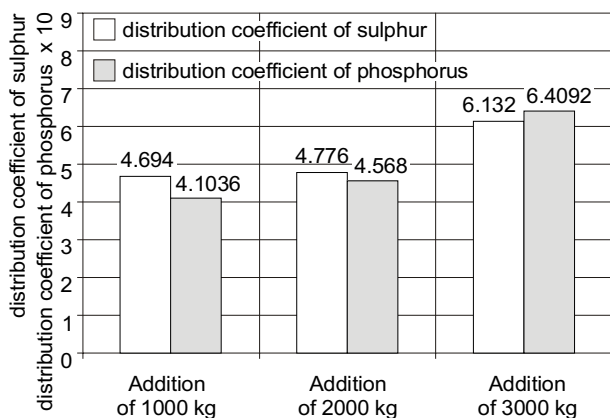 distribution coefficient of sulphur
distribution coefficient of phosphorus x 10
9
8
7
6
5
4
3
2
1
0
distribution coefficient of sulphur
distribution coefficient of phosphorus
4.694
4.1036
4.776
4.568
6.132
6.4092
Addition
of 1000 kg
Addition
of 2000 kg
Addition
of 3000 kg